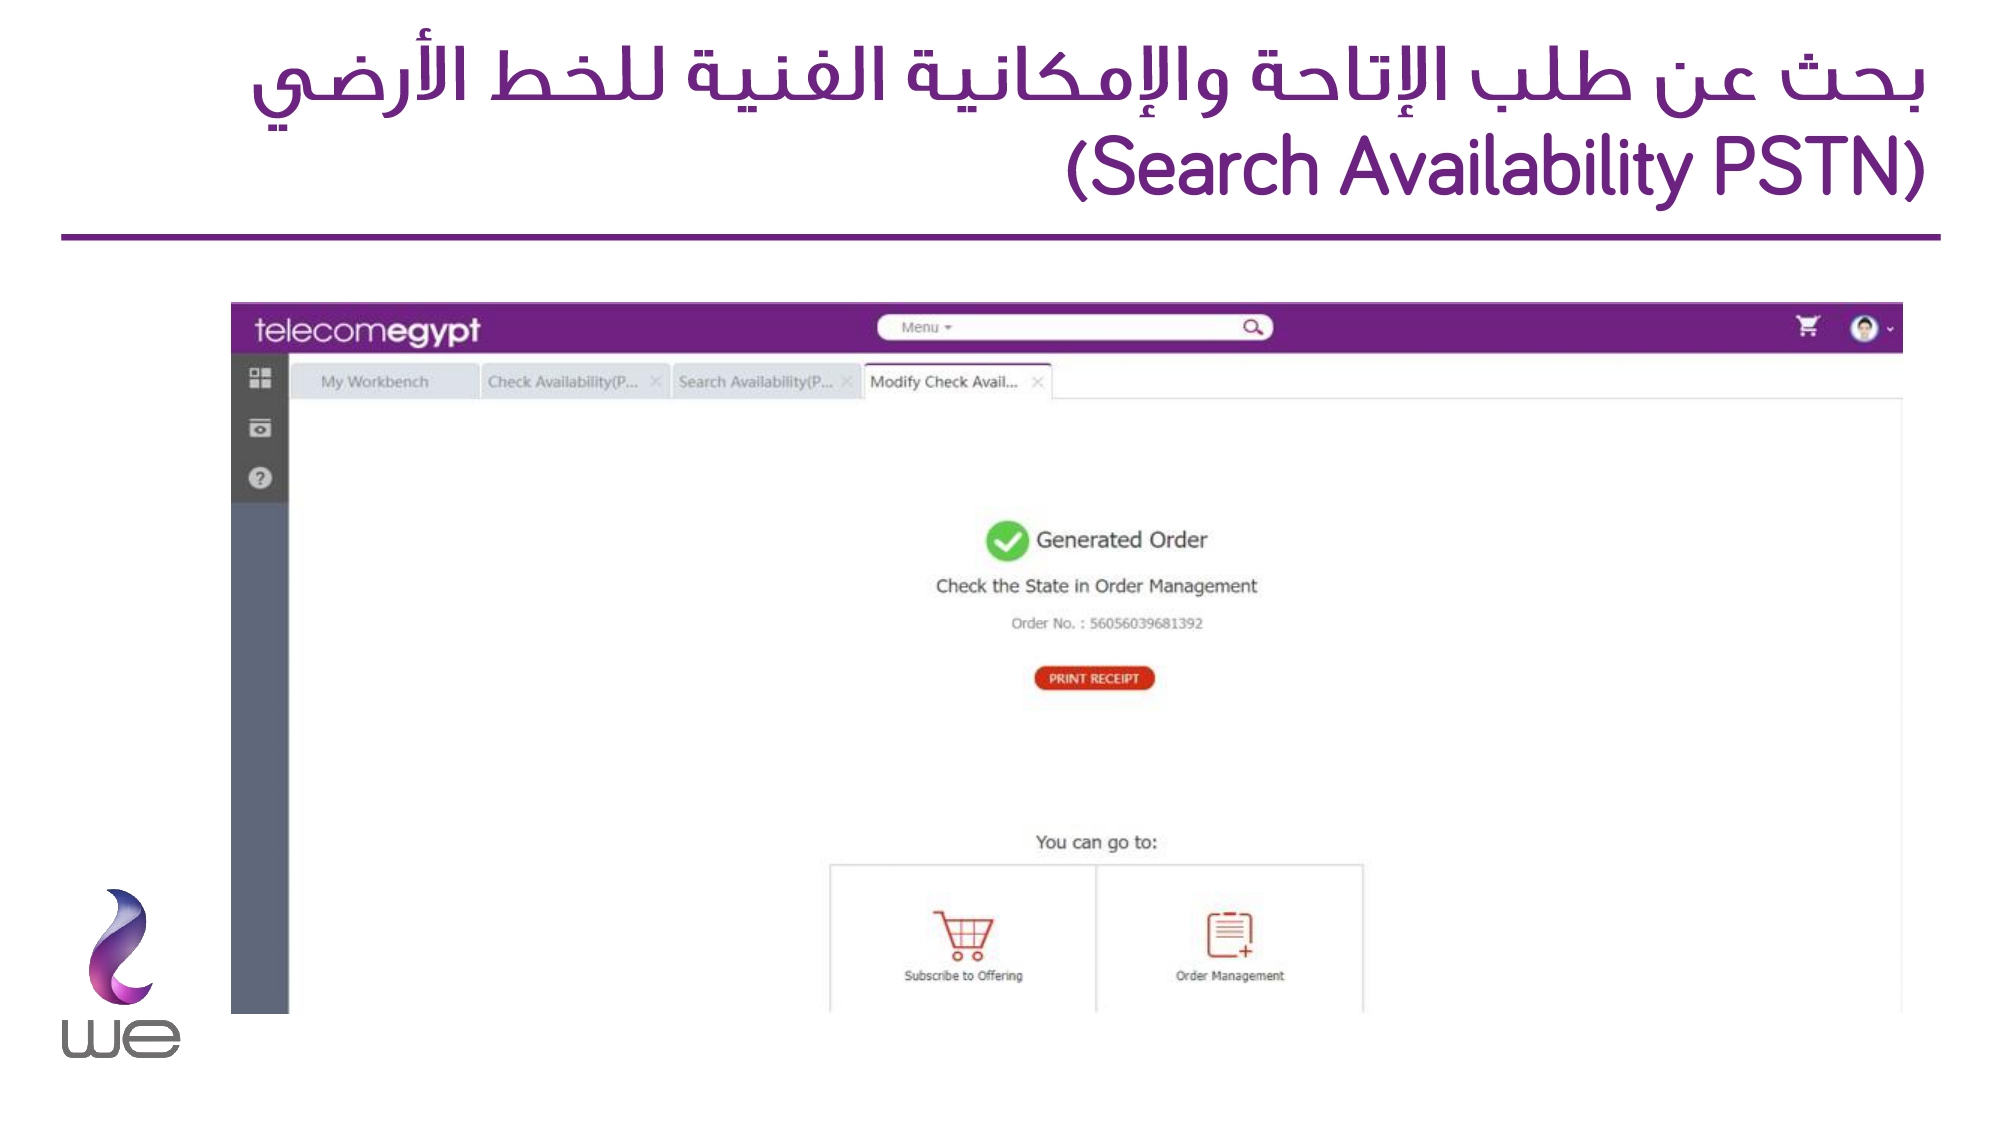 بحث عن طلب الإتاحة والإمكانية الفنية للخط الأرضي
(Search Availability PSTN)
telecomegypt
Menu
My Workbench
Check Availability(P...
Search Availability(P...
Modify Check Avail...
Generated Order
Check the State in Order Management
Order No. : 56056039681392
PRINT RECEIPT
You can go to:
Subscribe to Offering
Order Management
we